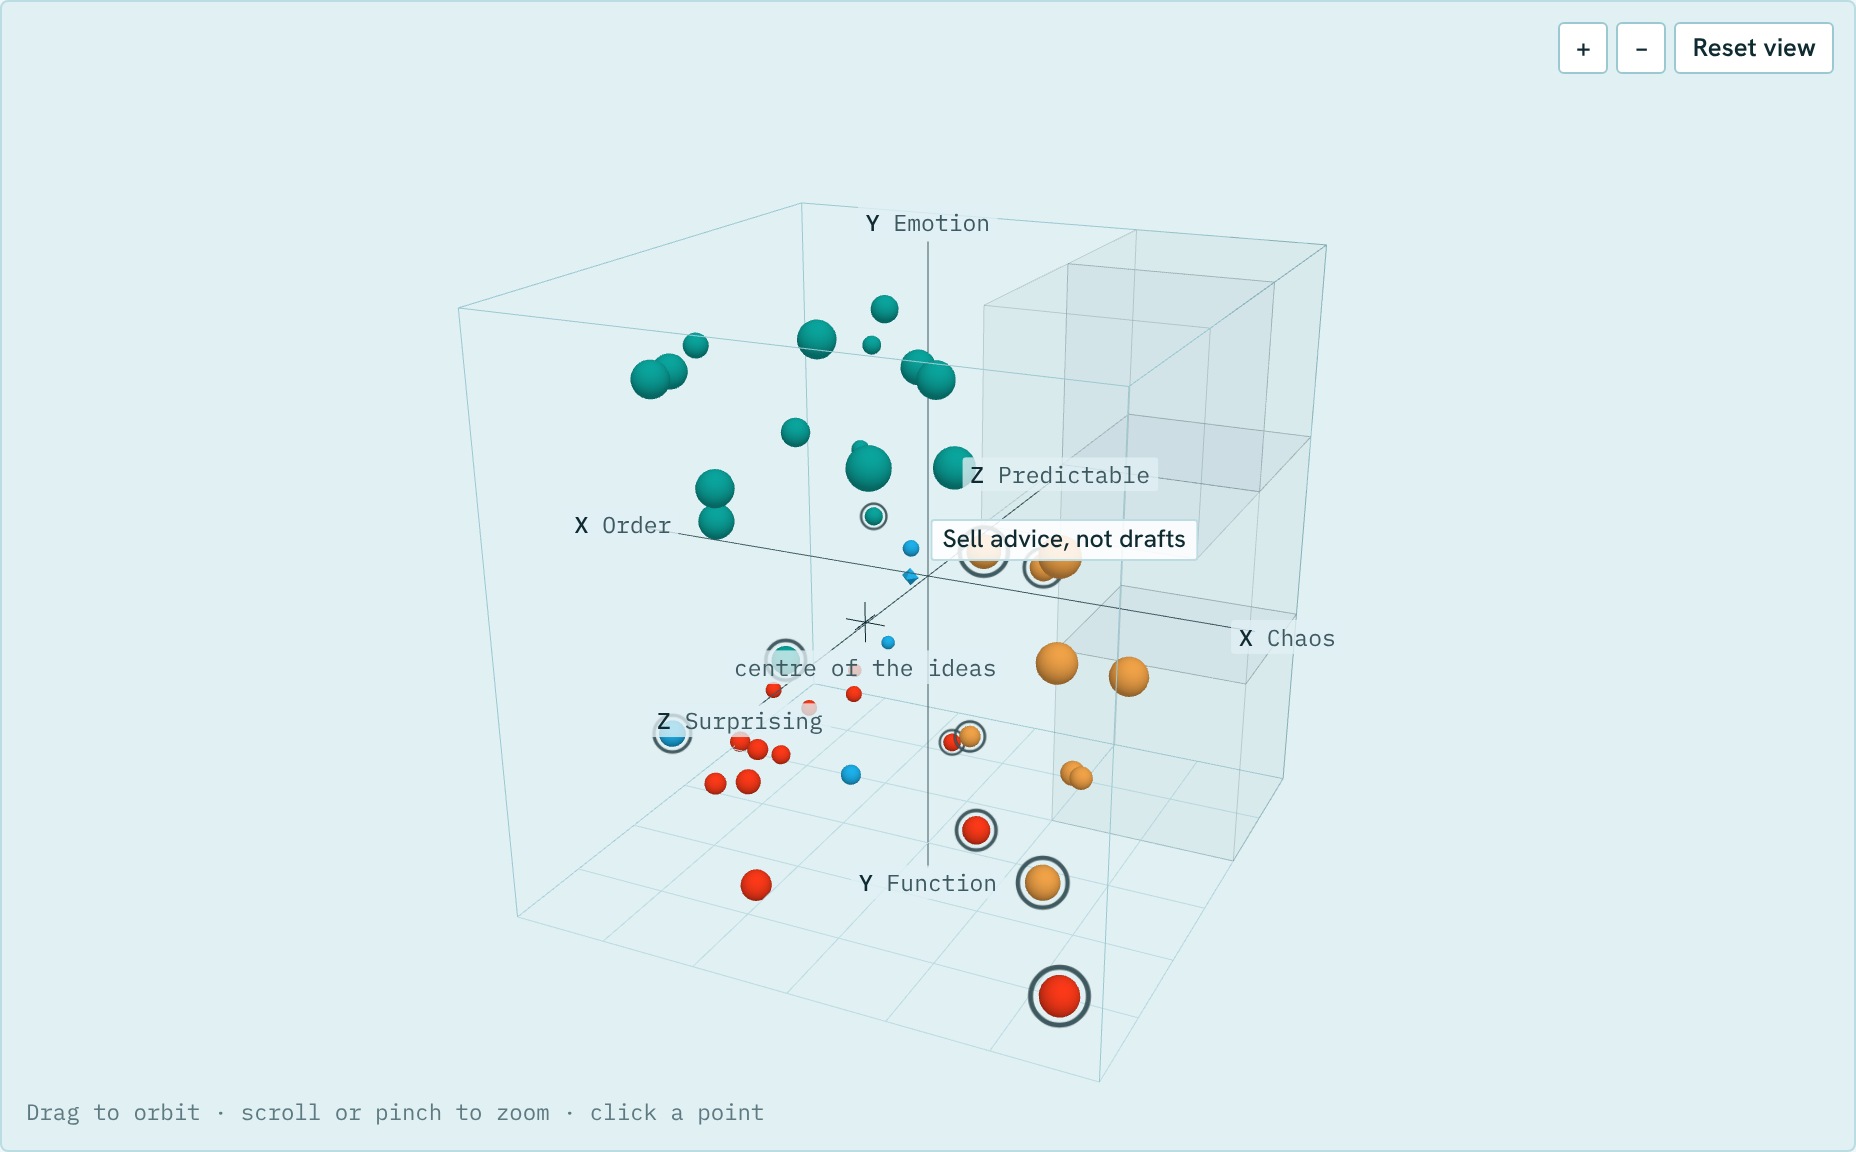 + – Reset view
Y Emotion
Z Predictable
X Order
Sell advice, not drafts
X Chaos
centre of the ideas
Z Surprising
Y Function
Drag to orbit · scroll or pinch to zoom · click a point